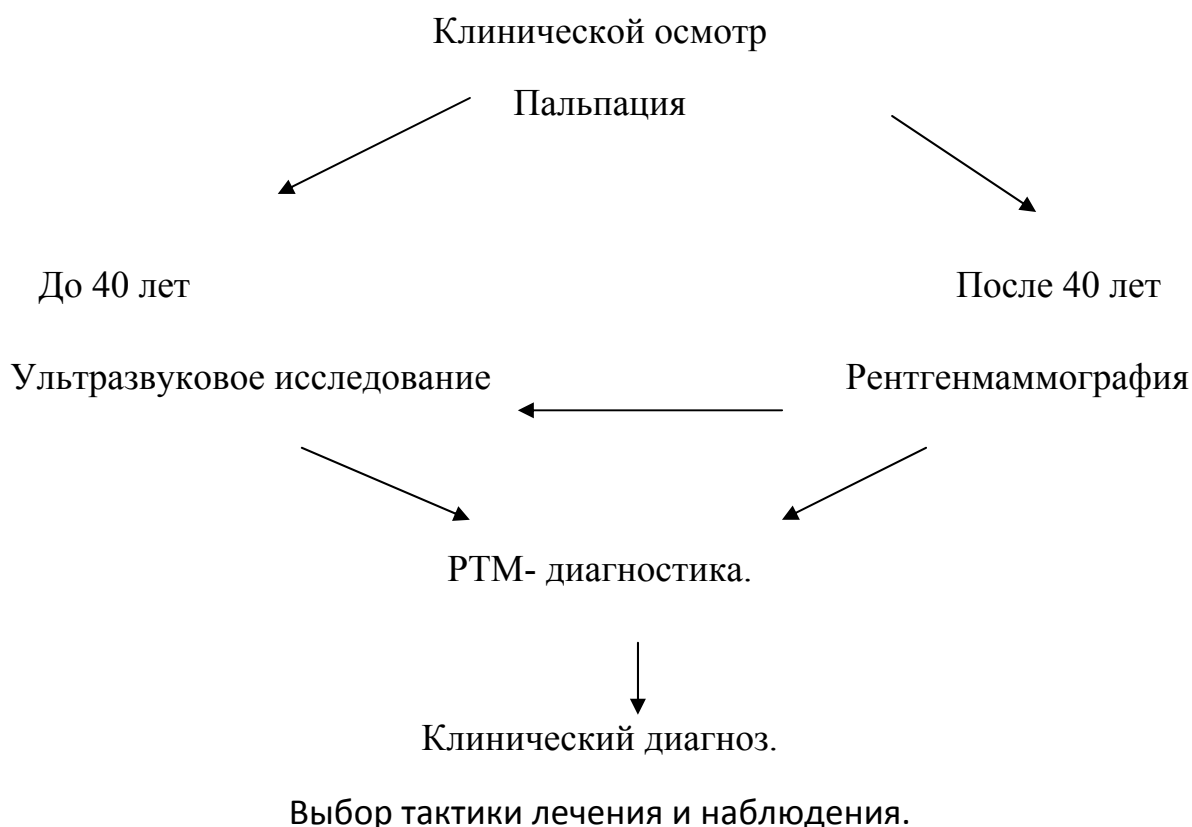 Клинической осмотр
Пальпация
До 40 лет
После 40 лет
Ультразвуковое исследование
Рентгенмаммография
РТМ- диагностика.
Клинический диагноз.
Выбор тактики лечения и наблюдения.